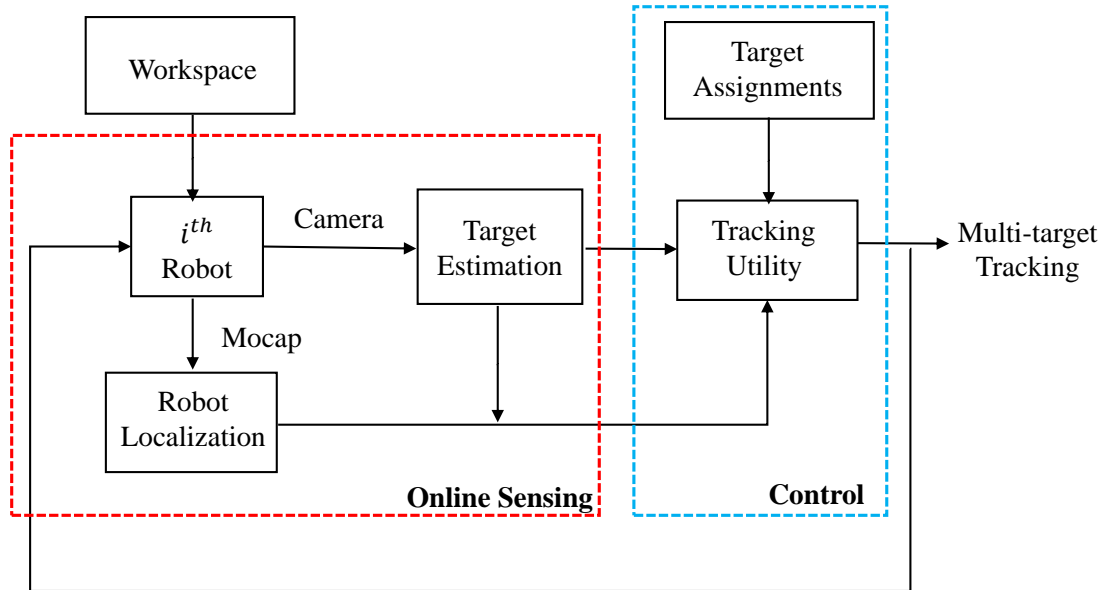 Workspace
Target
Assignments
i^{th}
Robot
Camera
Target
Estimation
Tracking
Utility
Multi-target
Tracking
Mocap
Robot
Localization
Online Sensing
Control